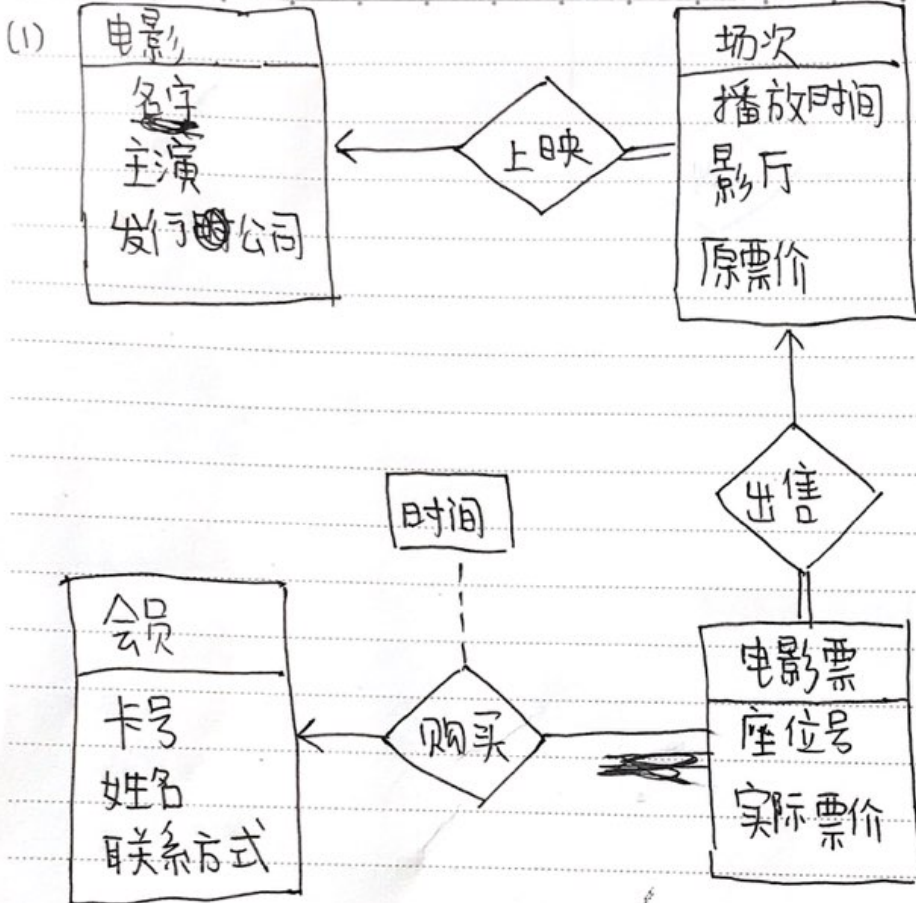 (1)
电影
名字
主演
发行公司
上映
场次
播放时间
影厅
原票价
出售
时间
会员
卡号
姓名
联系方式
购买
电影票
座位号
实际票价